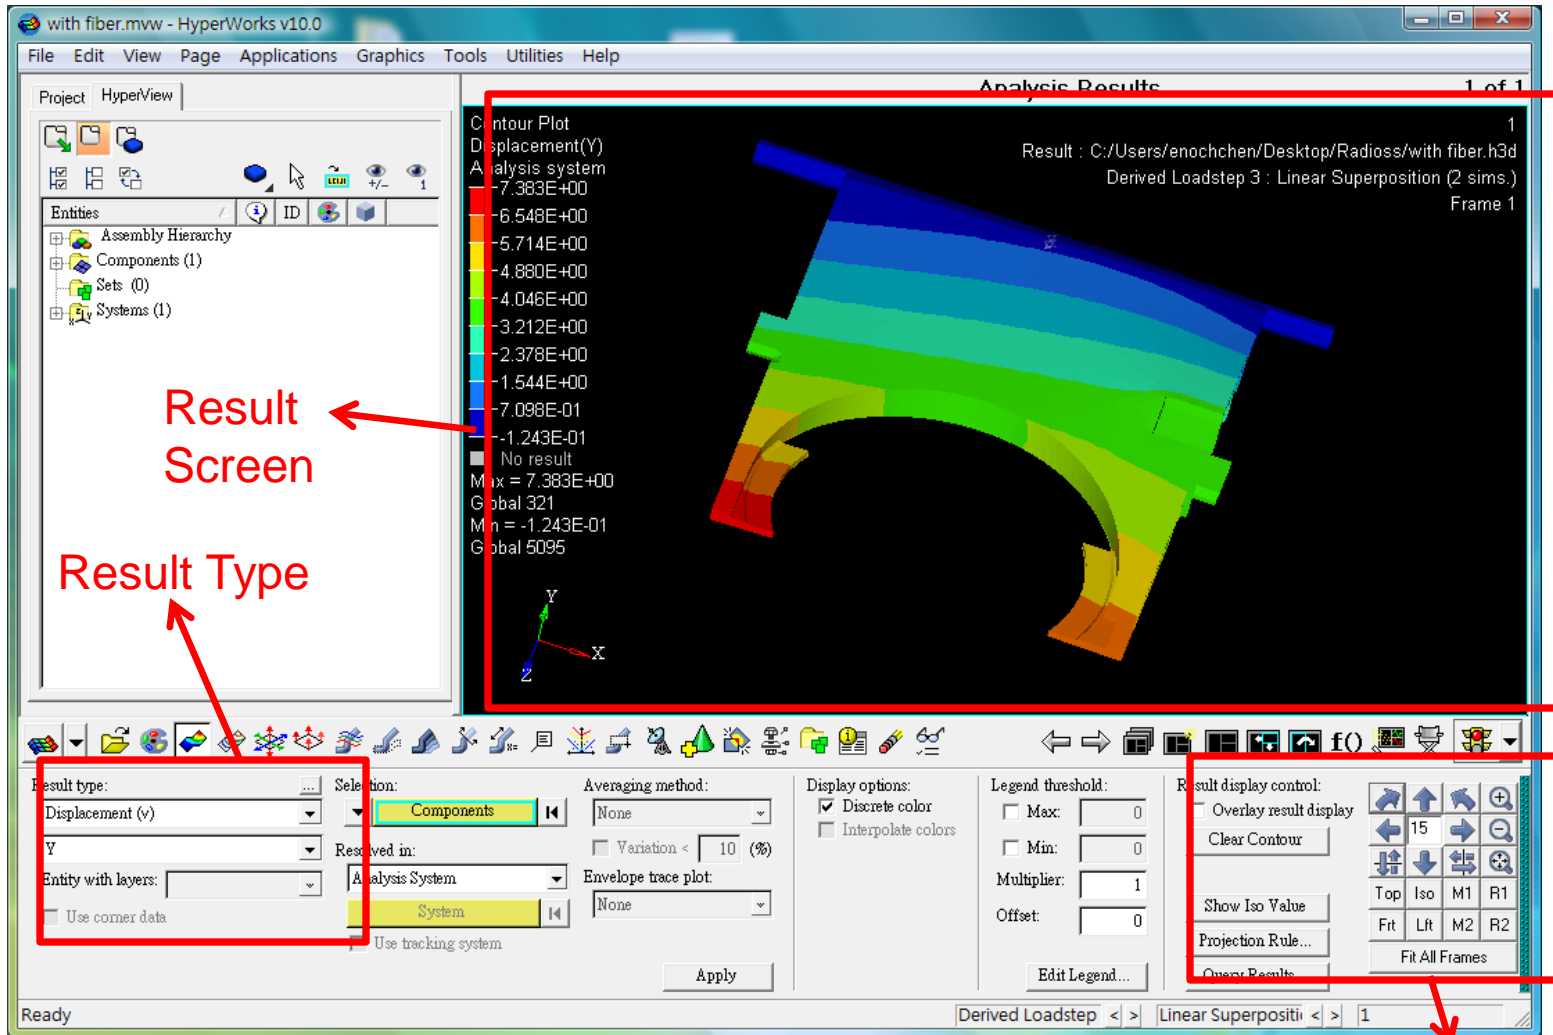 with fiber.mvw - HyperWorks v10.0
File Edit View Page Applications Graphics Tools Utilities Help
Project HyperView
Analysis Results 1 of 1
Entities ID
Assembly Hierarchy
Components (1)
Sets (0)
Systems (1)
Contour Plot
Displacement(Y)
Analysis system
7.383E+00
6.548E+00
5.714E+00
4.880E+00
4.046E+00
3.212E+00
2.378E+00
1.544E+00
7.098E-01
-1.243E-01
No result
Max = 7.383E+00
Global 321
Min = -1.243E-01
Global 5095
1
Result : C:/Users/enochchen/Desktop/Radioss/with fiber.h3d
Derived Loadstep 3 : Linear Superposition (2 sims.)
Frame 1
Y
X
Z
Result
Screen
Result Type
f()
Result type:
...
Displacement (v)
Y
Entity with layers:
Use corner data
Selection:
Components
Resolved in:
Analysis System
System
Use tracking system
Averaging method:
None
Variation < 10 (%)
Envelope trace plot:
None
Apply
Display options:
Discrete color
Interpolate colors
Legend threshold:
Max: 0
Min: 0
Multiplier: 1
Offset: 0
Edit Legend...
Result display control:
Overlay result display
Clear Contour
Show Iso Value
Projection Rule...
Query Results...
15
Top Iso M1 R1
Frt Lft M2 R2
Fit All Frames
Ready
Derived Loadstep < > Linear Superpositi < > 1